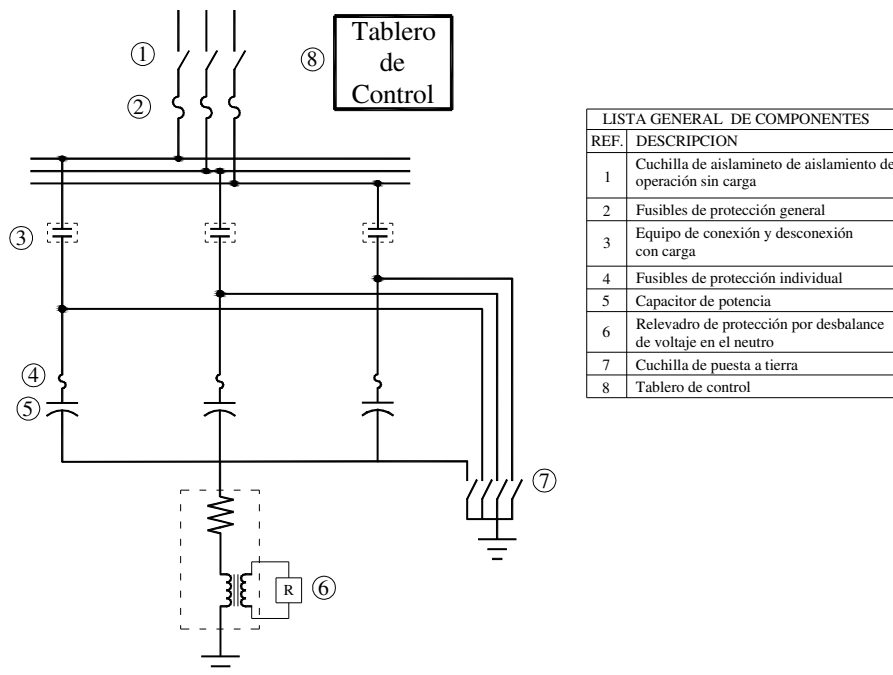 Tablero
de
Control
1
8
2
3
4
5
6
7
R
LISTA GENERAL DE COMPONENTES
REF. DESCRIPCION
1 Cuchilla de aislamineto de aislamiento de
operación sin carga
2 Fusibles de protección general
3 Equipo de conexión y desconexión
con carga
4 Fusibles de protección individual
5 Capacitor de potencia
6 Relevadro de protección por desbalance
de voltaje en el neutro
7 Cuchilla de puesta a tierra
8 Tablero de control